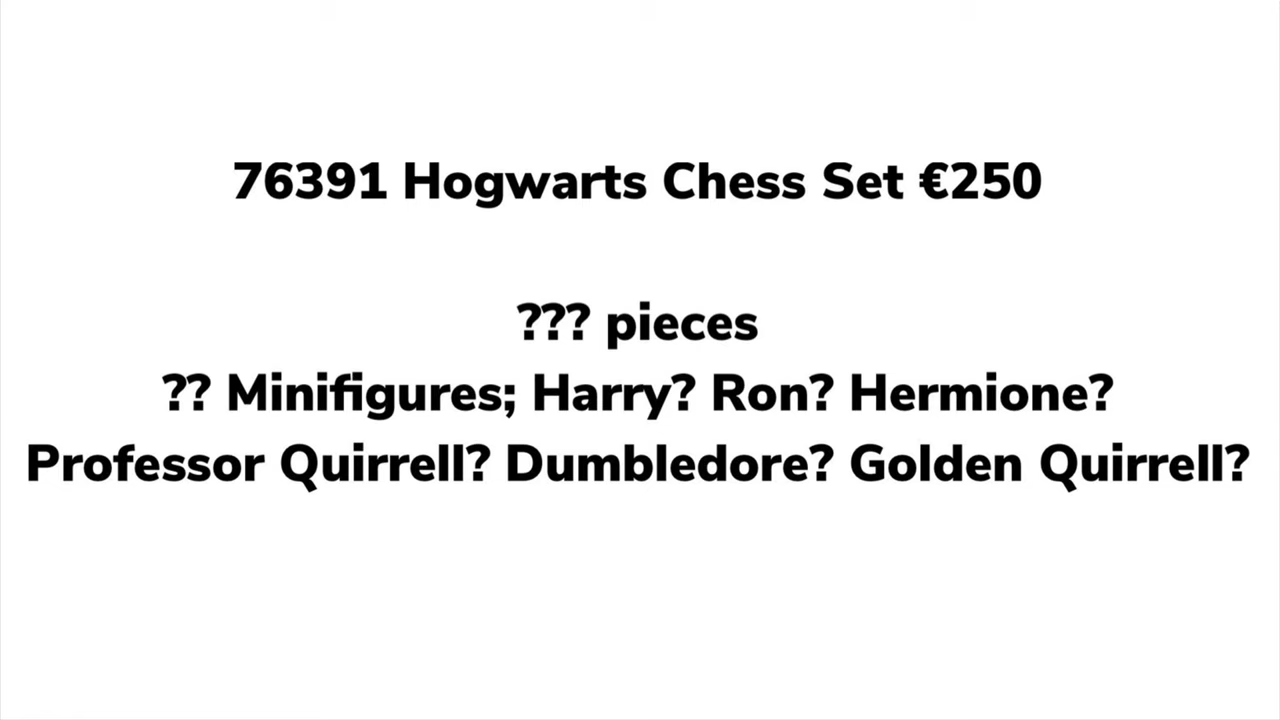 76391 Hogwarts Chess Set €250
??? pieces
?? Minifigures; Harry? Ron? Hermione?
Professor Quirrell? Dumbledore? Golden Quirrell?